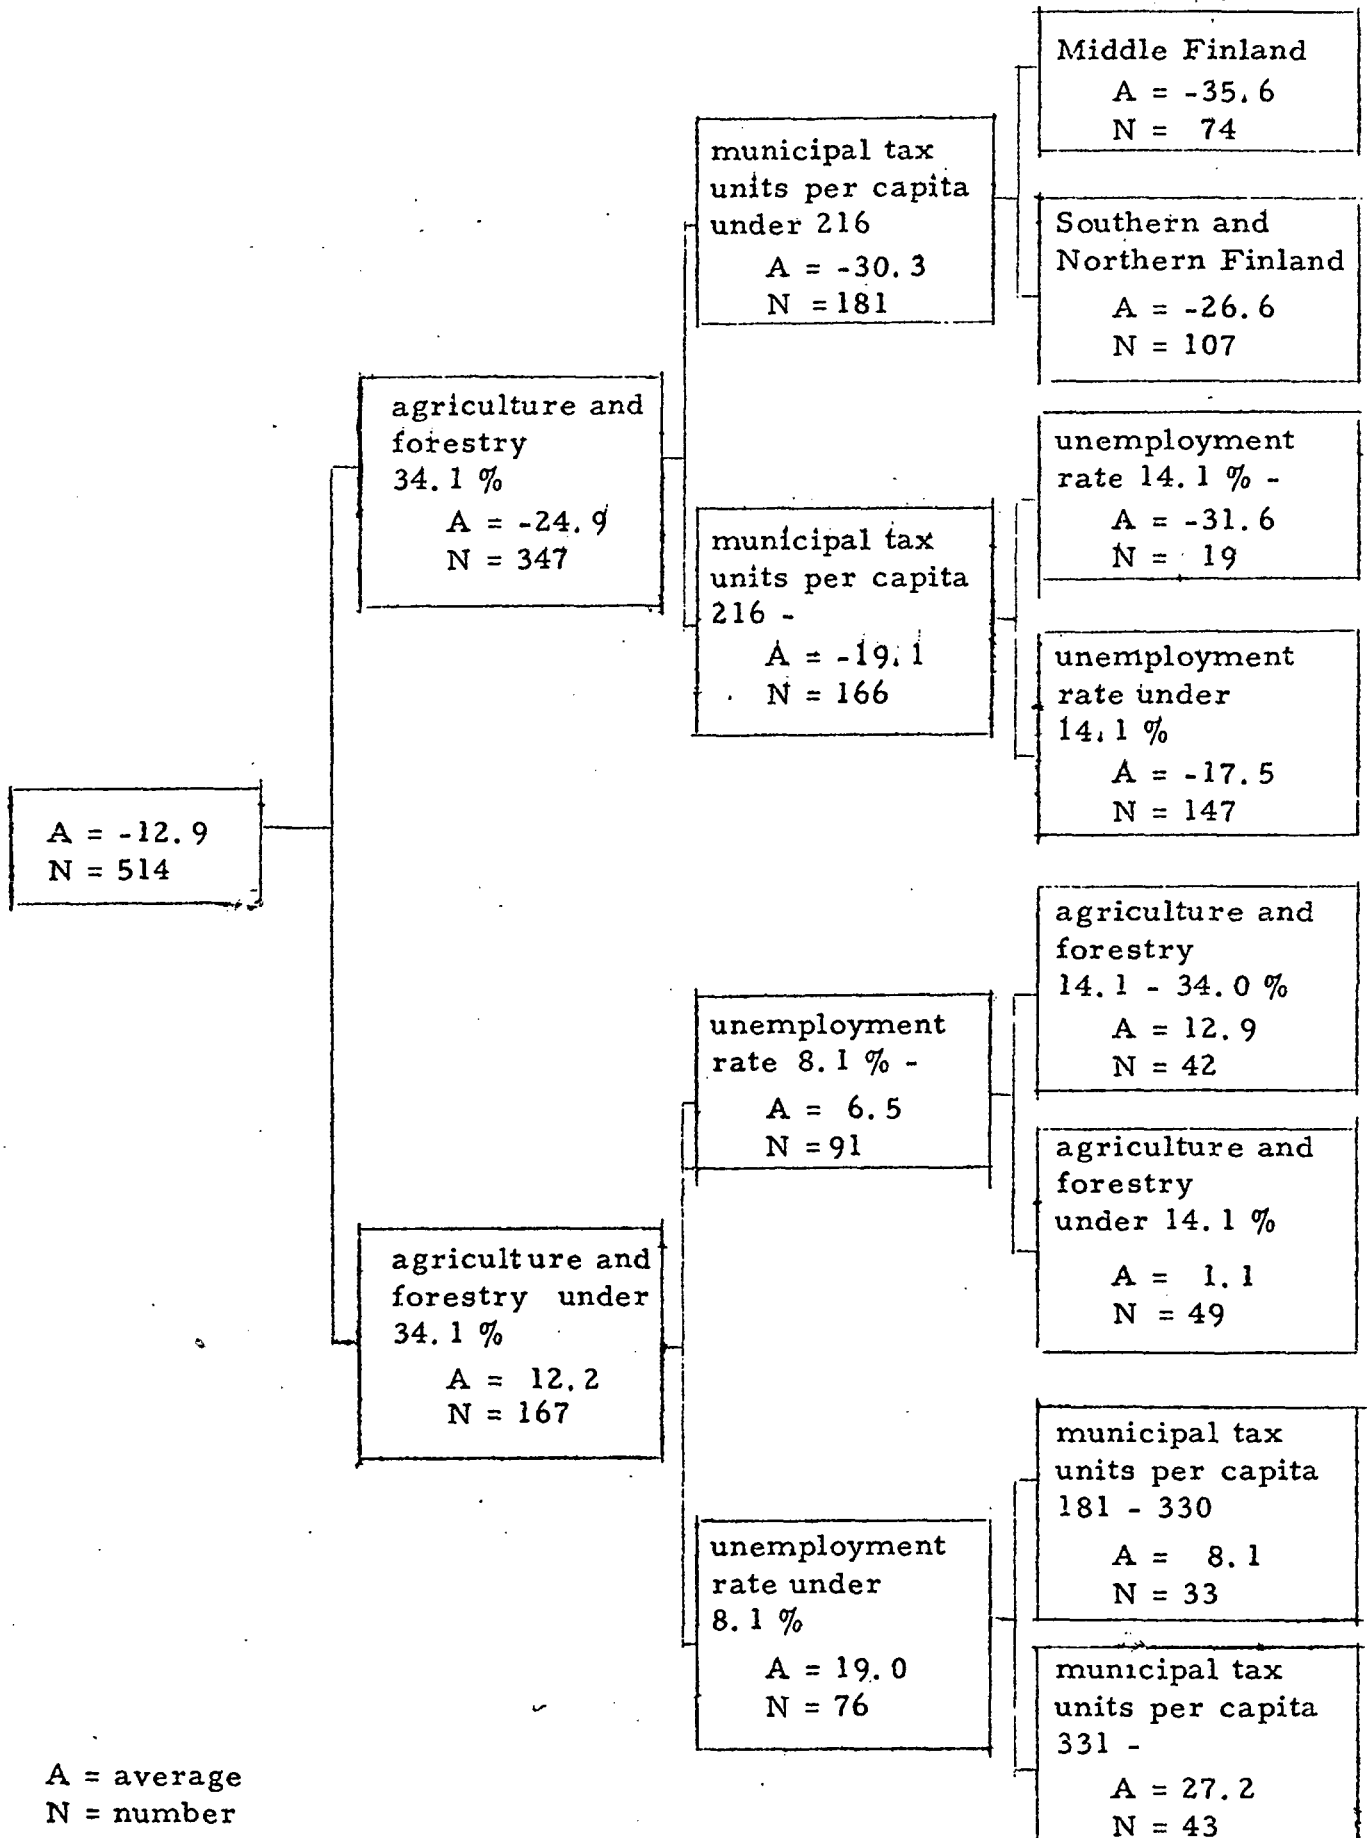 Middle Finland
A = -35.6
N = 74
municipal tax
units per capita
under 216
A = -30.3
N = 181
Southern and
Northern Finland
A = -26.6
N = 107
agriculture and
forestry
34.1 %
A = -24.9
N = 347
unemployment
rate 14.1 % -
A = -31.6
N = 19
municipal tax
units per capita
216 -
A = -19.1
N = 166
unemployment
rate under
14.1 %
A = -17.5
N = 147
A = -12.9
N = 514
agriculture and
forestry
14.1 - 34.0 %
A = 12.9
N = 42
unemployment
rate 8.1 % -
A = 6.5
N = 91
agriculture and
forestry
under 14.1 %
A = 1.1
N = 49
agriculture and
forestry under
34.1 %
A = 12.2
N = 167
municipal tax
units per capita
181 - 330
A = 8.1
N = 33
unemployment
rate under
8.1 %
A = 19.0
N = 76
municipal tax
units per capita
331 -
A = 27.2
N = 43
A = average
N = number